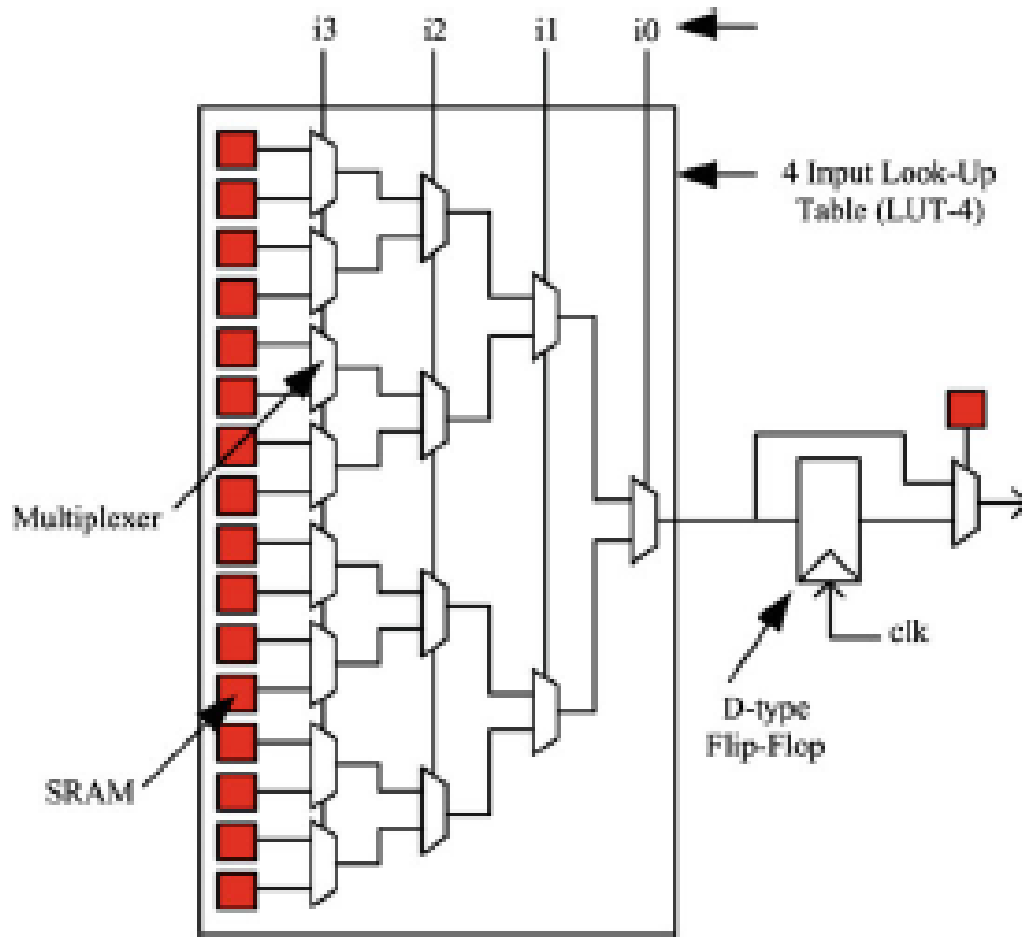 i3 i2 i1 i0
4 Input Look-Up
Table (LUT-4)
Multiplexer
clk
D-type
Flip-Flop
SRAM